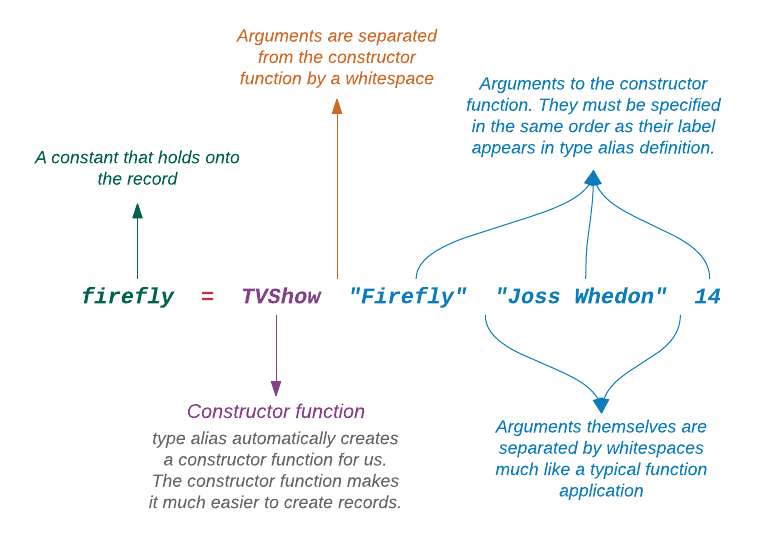 Arguments are separated
from the constructor
function by a whitespace
Arguments to the constructor
function. They must be specified
in the same order as their label
appears in type alias definition.
A constant that holds onto
the record
firefly = TVShow "Firefly" "Joss Whedon" 14
Constructor function
type alias automatically creates
a constructor function for us.
The constructor function makes
it much easier to create records.
Arguments themselves are
separated by whitespaces
much like a typical function
application